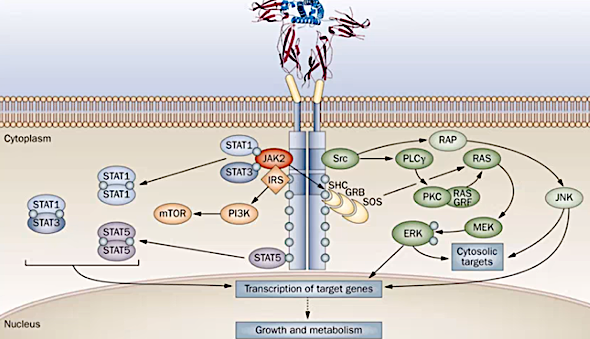 Cytoplasm
STAT1
JAK2
STAT3
IRS
Src
RAP
PLCγ
RAS
SHC
GRB
SOS
PKC
RAS
GRF
JNK
STAT1
STAT1
STAT1
STAT3
mTOR
PI3K
STAT5
STAT5
STAT5
ERK
MEK
Cytosolic
targets
Transcription of target genes
Nucleus
Growth and metabolism